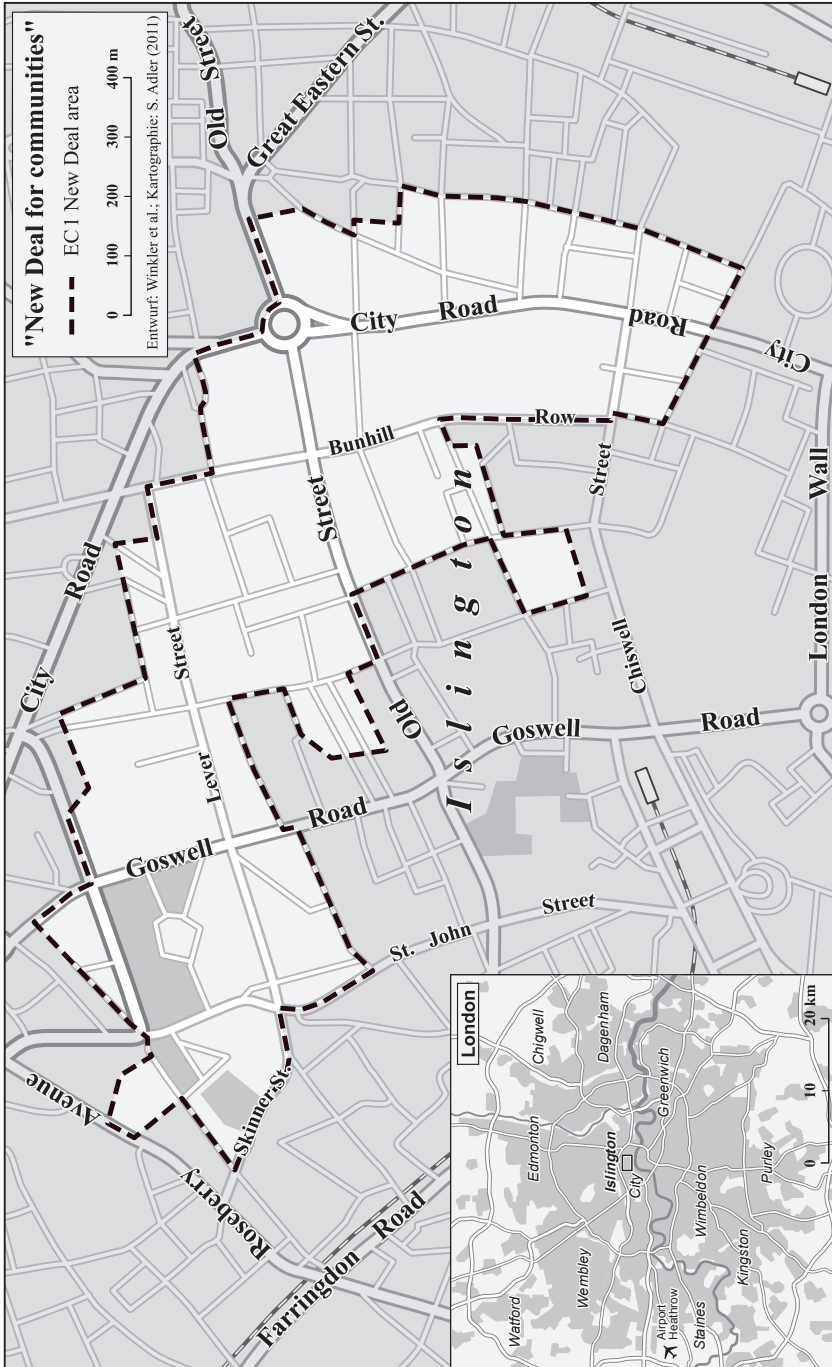 "New Deal for communities"
EC1 New Deal area
0 100 200 300 400 m
Entwurf: Winkler et al.; Kartographie: S. Adler (2011)
Old Street
Great Eastern St.
City Road
City Road
Road
City
Bunhill Row
Street
Old
Street
Lever
Islington
Goswell Road
Goswell Road
Chiswell Street
London Wall
St. John Street
Skinner St.
Roseberry Avenue
Farringdon Road
London
Chigwell
Dagenham
Edmonton
Greenwich
Islington
City
Wembley
Watford
Wimbeldon
Purley
Kingston
Airport
Heathrow
Staines
0 10 20 km